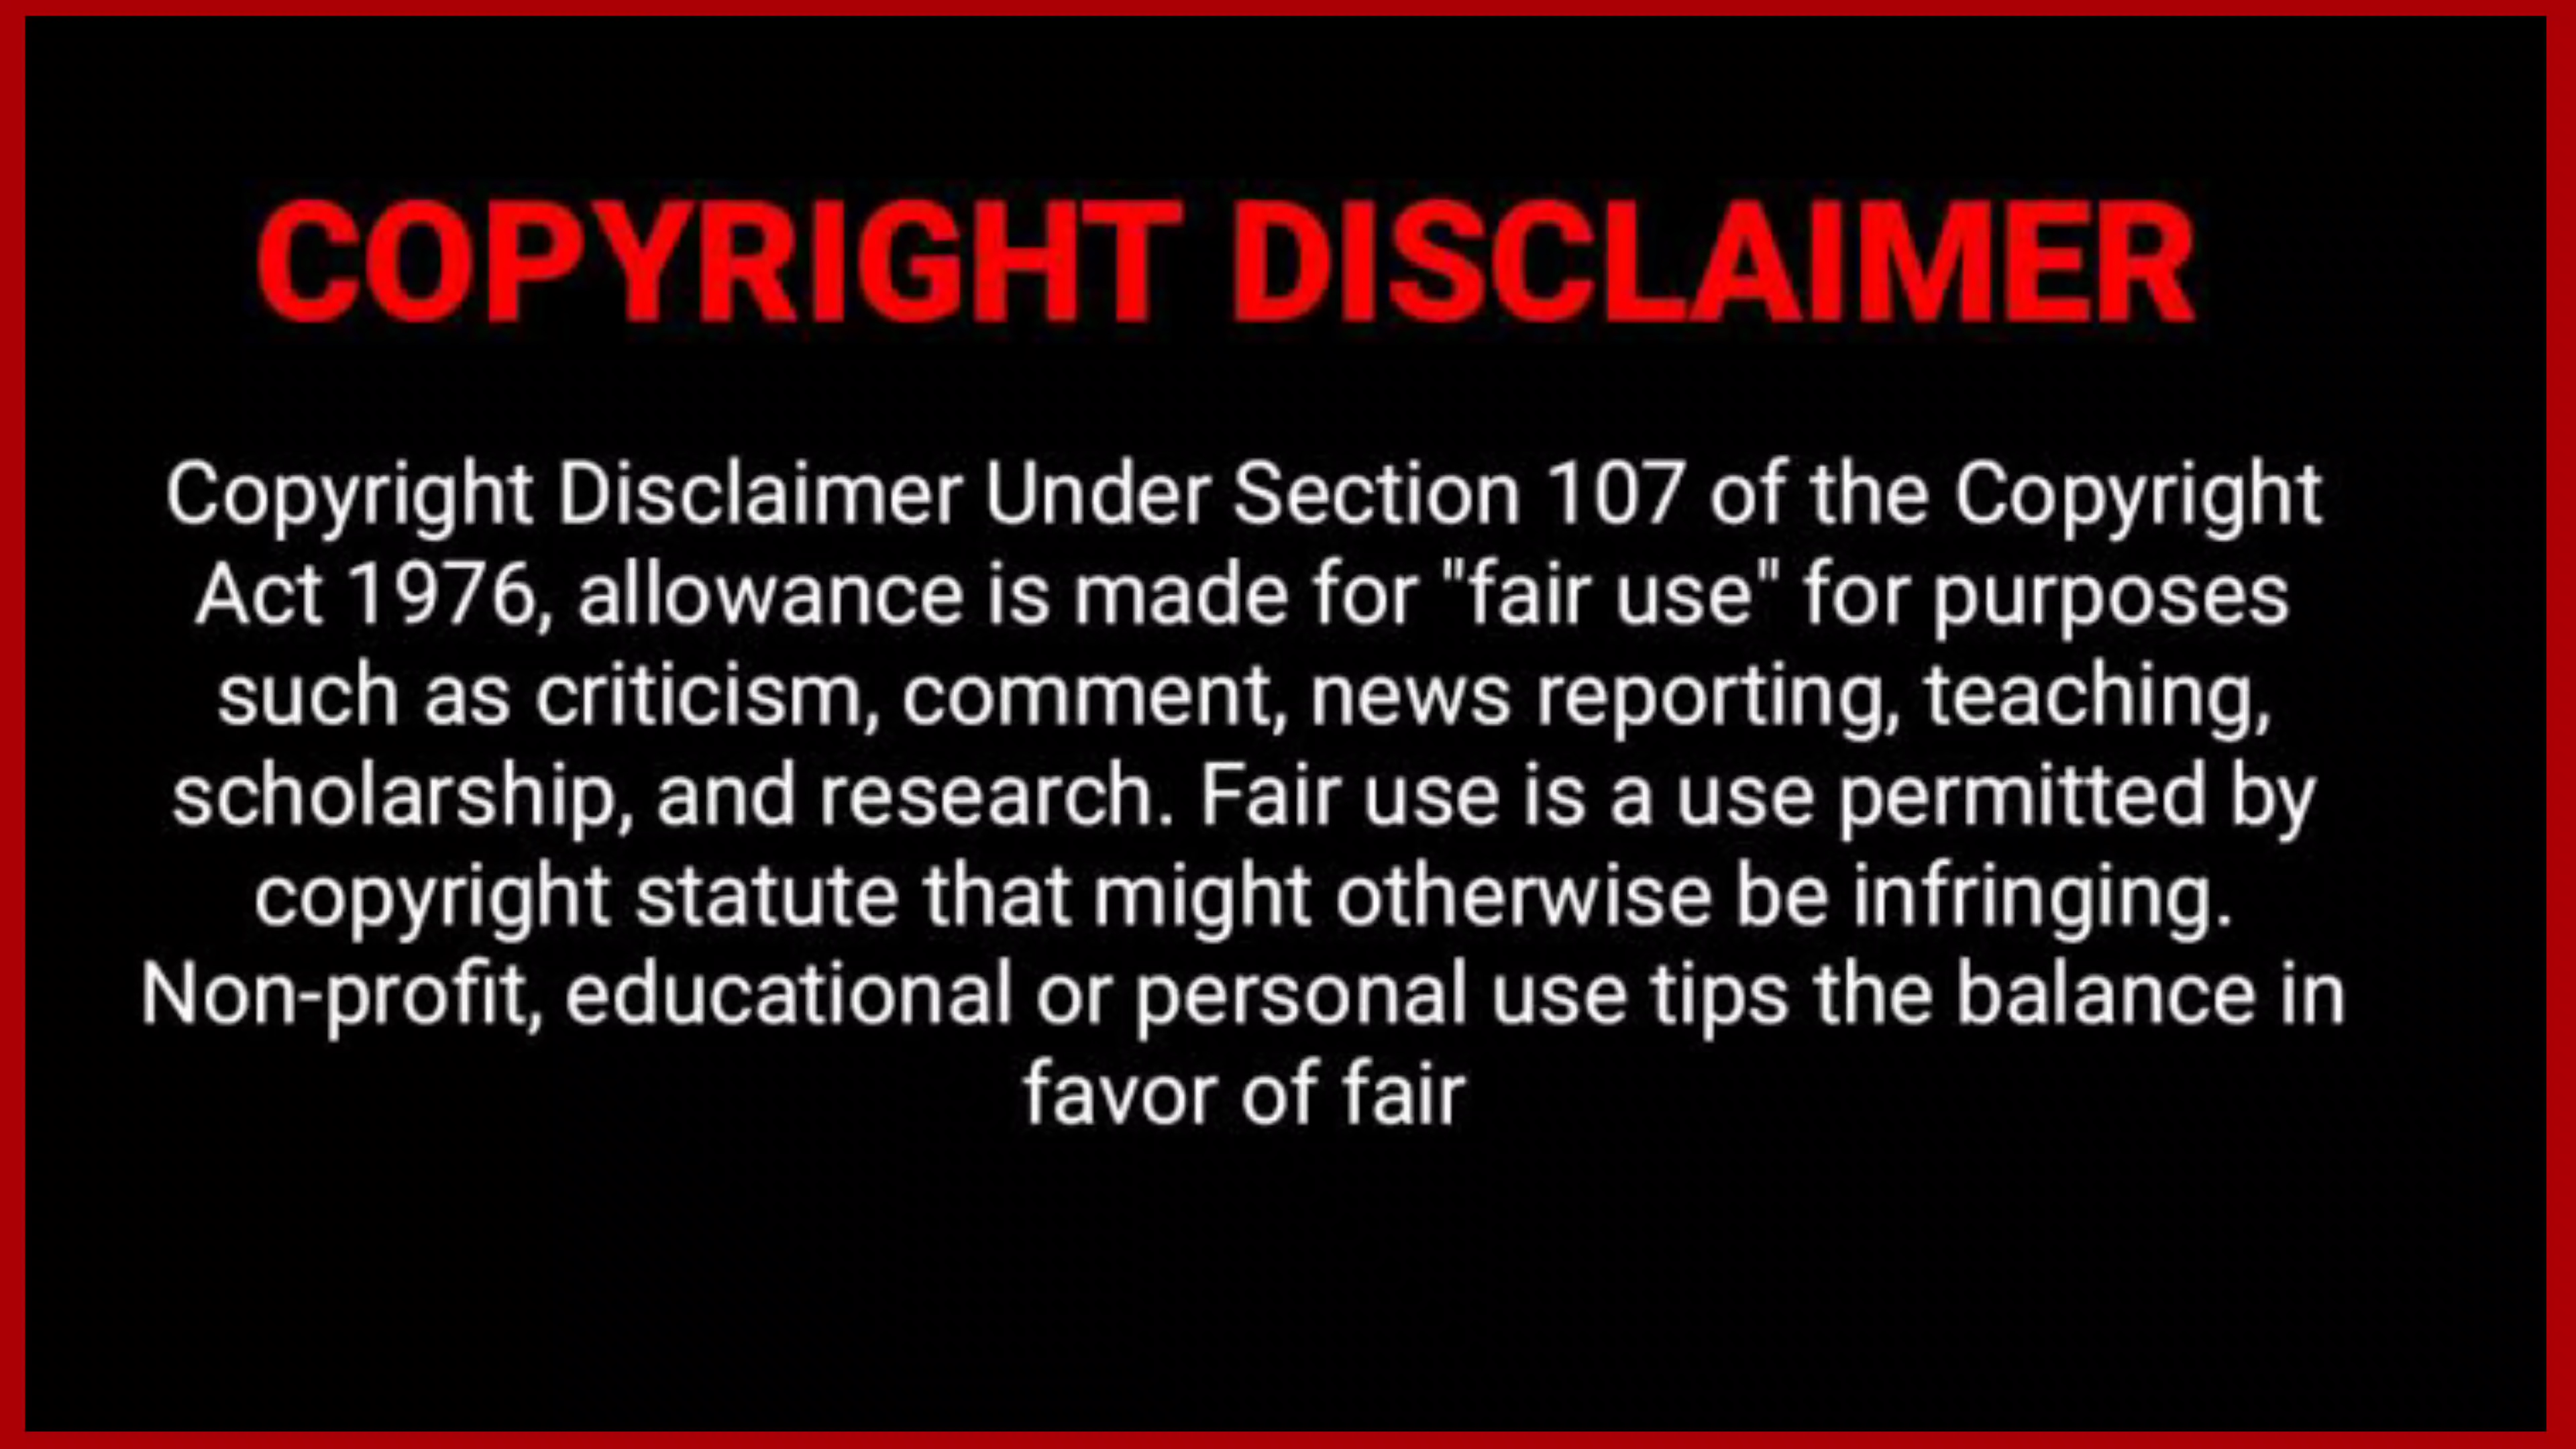 COPYRIGHT DISCLAIMER
Copyright Disclaimer Under Section 107 of the Copyright
Act 1976, allowance is made for "fair use" for purposes
such as criticism, comment, news reporting, teaching,
scholarship, and research. Fair use is a use permitted by
copyright statute that might otherwise be infringing.
Non-profit, educational or personal use tips the balance in
favor of fair